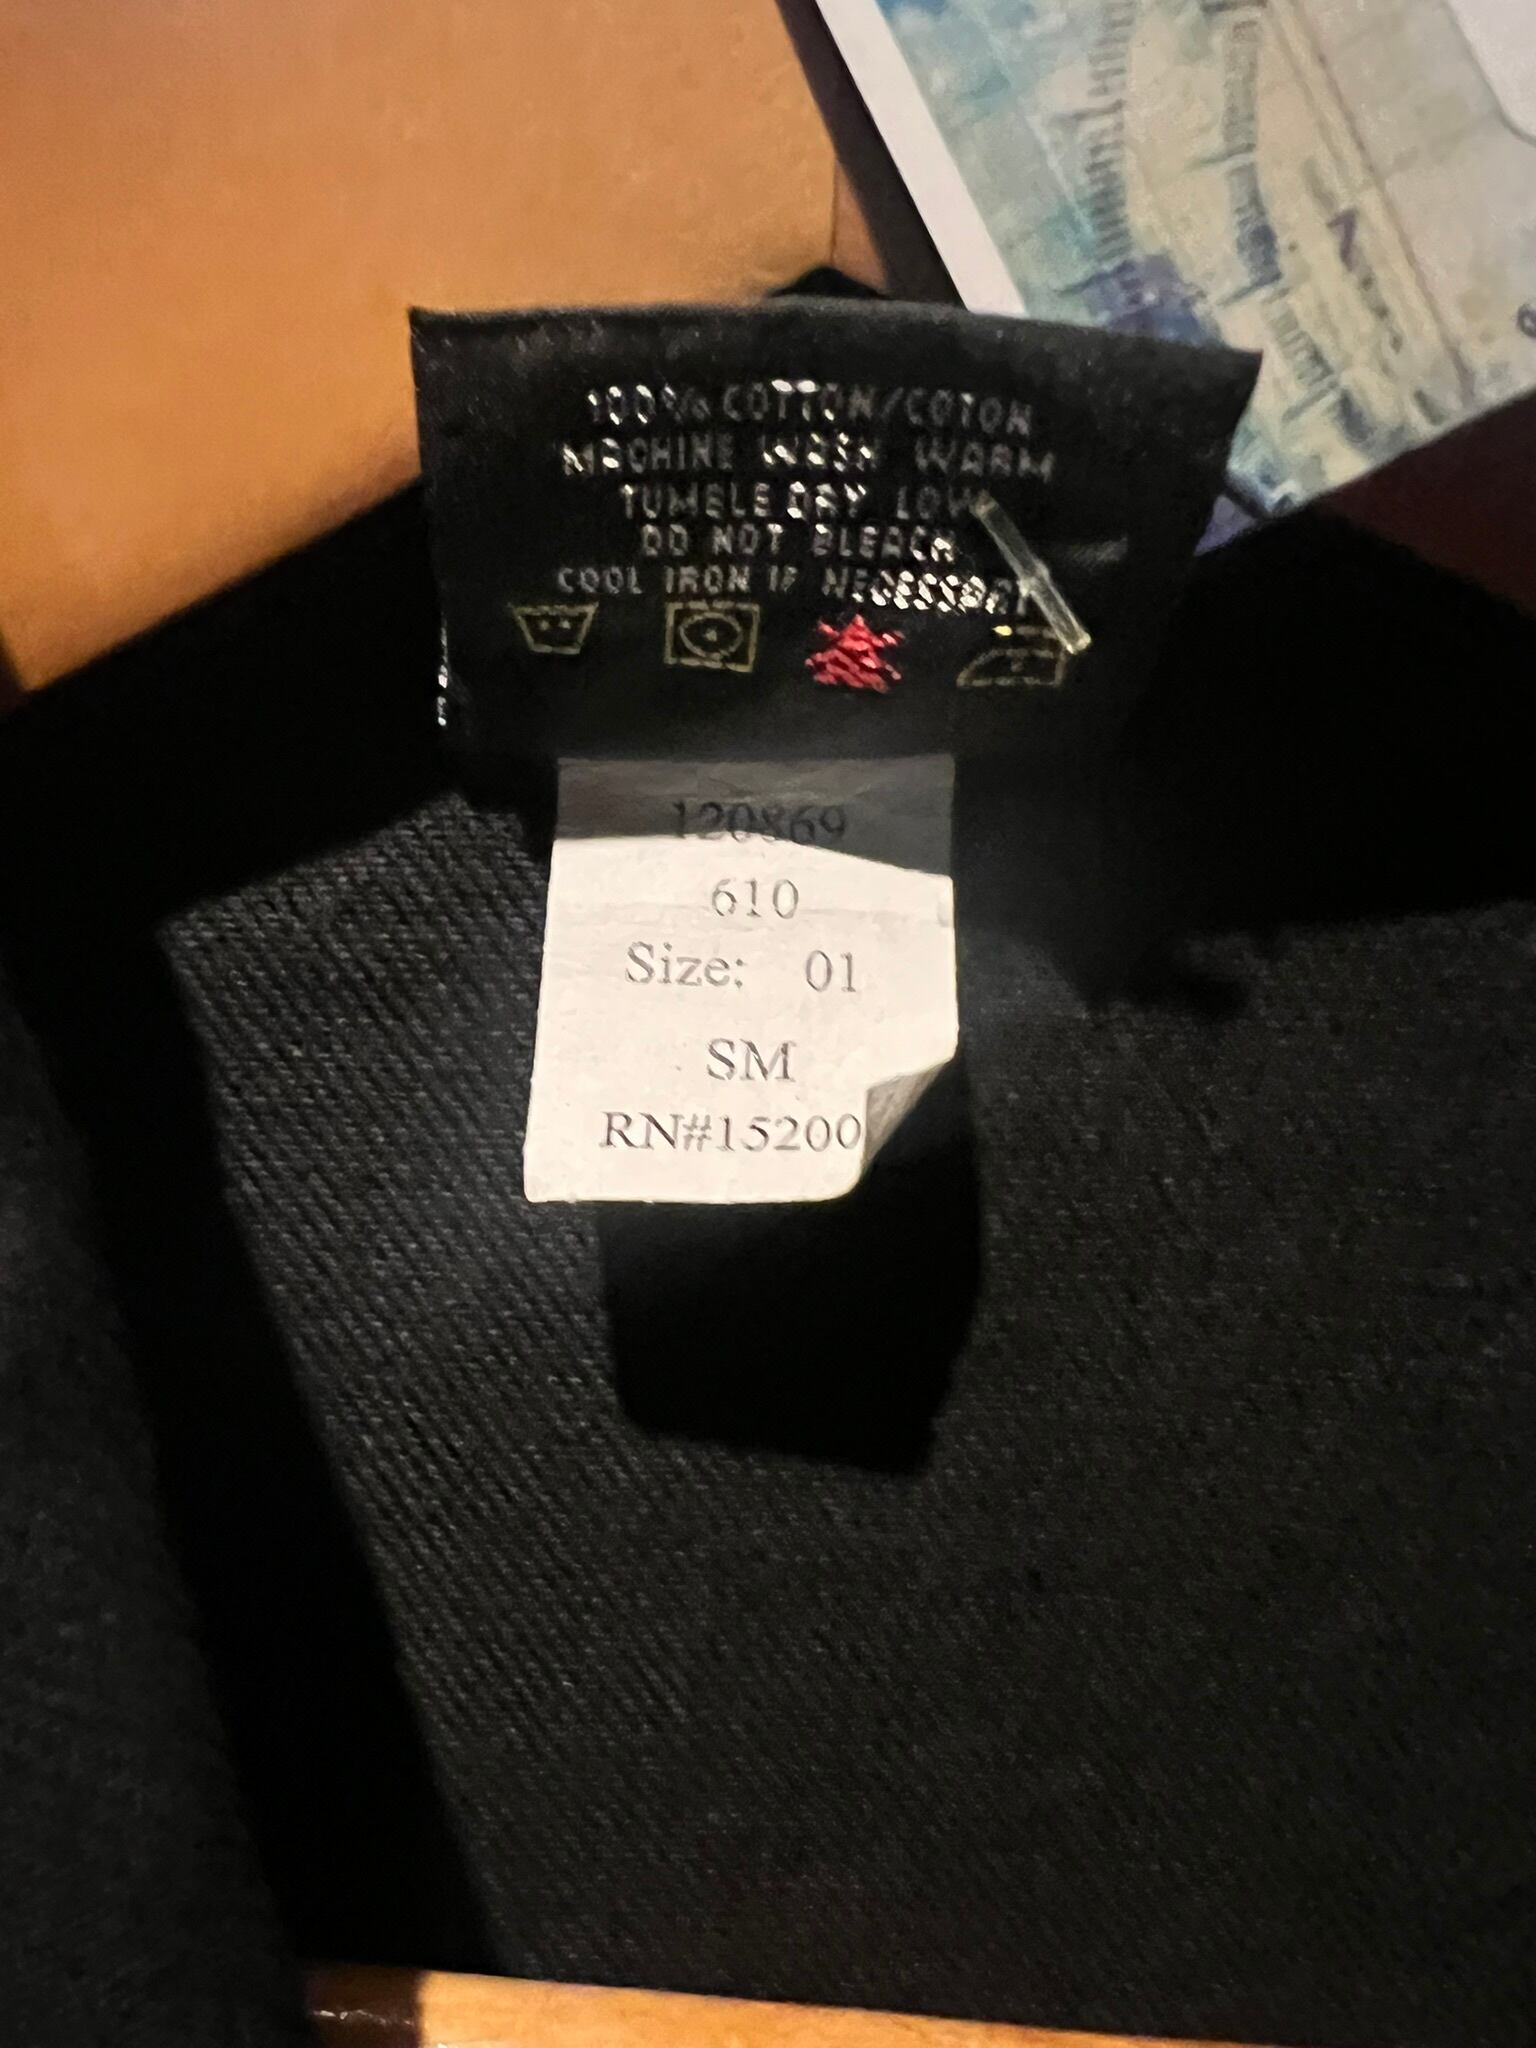 100% COTTON/COTON
MACHINE WASH WARM
TUMBLE DRY LOW
DO NOT BLEACH
COOL IRON IF NECESSARY
120869
610
Size: 01
SM
RN#15200